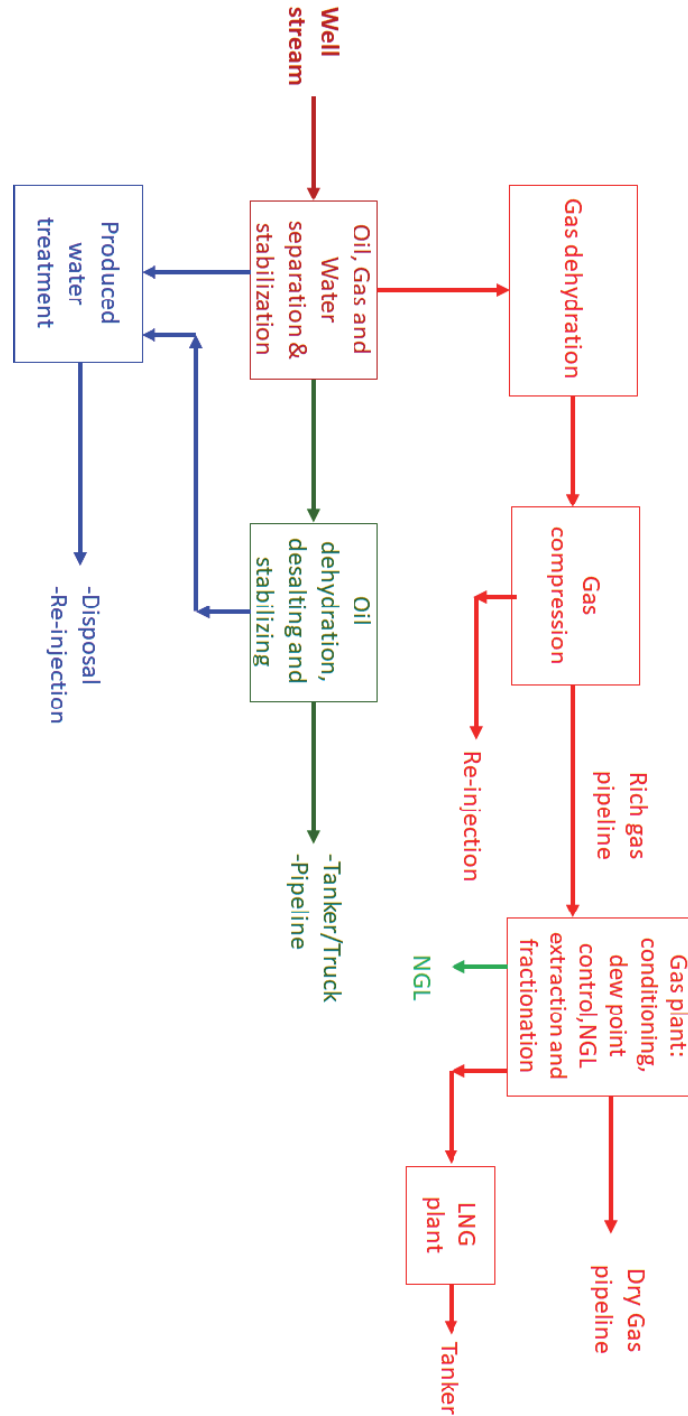 Well
stream
Oil, Gas and
Water
separation &
stabilization
Gas dehydration
Gas
compression
Re-injection
Rich gas
pipeline
Gas plant:
conditioning,
dew point
control,NGL
extraction and
fractionation
Dry Gas
pipeline
NGL
LNG
plant
Tanker
Oil
dehydration,
desalting and
stabilizing
-Tanker/Truck
-Pipeline
Produced
water
treatment
-Disposal
-Re-injection